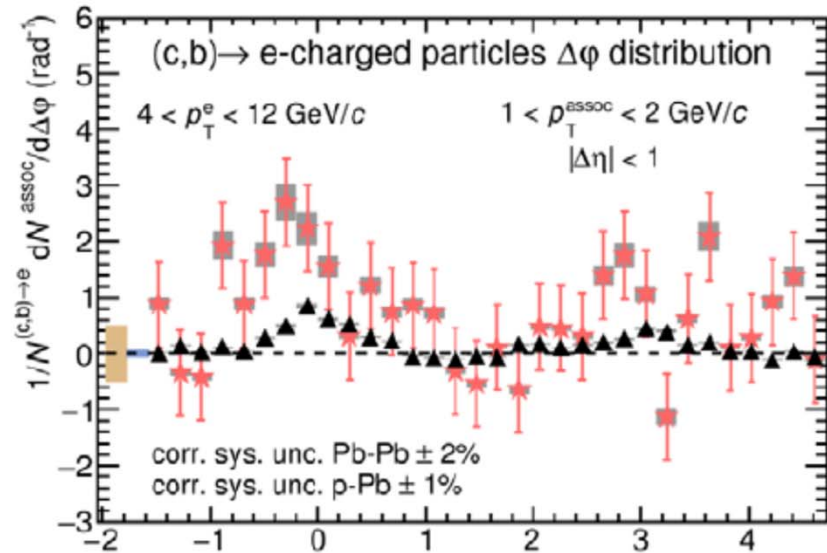 (c,b)→ e-charged particles Δφ distribution
4 < p_T^e < 12 GeV/c
1 < p_T^assoc < 2 GeV/c
|Δη| < 1
1/N^(c,b)→e dN^assoc/dΔφ (rad⁻¹)
6
5
4
3
2
1
0
−1
−2
−3
corr. sys. unc. Pb-Pb ± 2%
corr. sys. unc. p-Pb ± 1%
−2 −1 0 1 2 3 4